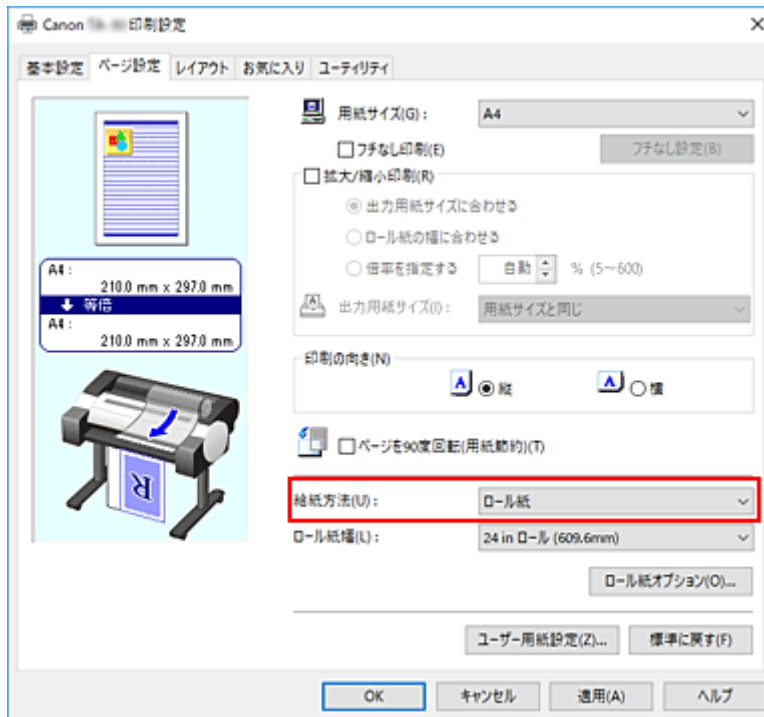 Canon 印刷設定
基本設定 ページ設定 レイアウト お気に入り ユーティリティ
用紙サイズ(G): A4
フチなし印刷(E) フチなし設定(B)
拡大/縮小印刷(R)
出力用紙サイズに合わせる
ロール紙の幅に合わせる
倍率を指定する 自動 % (5～600)
出力用紙サイズ(I): 用紙サイズと同じ
A4 :
210.0 mm x 297.0 mm
等倍
A4 :
210.0 mm x 297.0 mm
印刷の向き(N)
A 縦 A 横
ページを90度回転(用紙節約)(T)
R
給紙方法(U): ロール紙
ロール紙幅(L): 24 in ロール (609.6mm)
ロール紙オプション(O)...
ユーザー用紙設定(Z)... 標準に戻す(F)
OK キャンセル 適用(A) ヘルプ